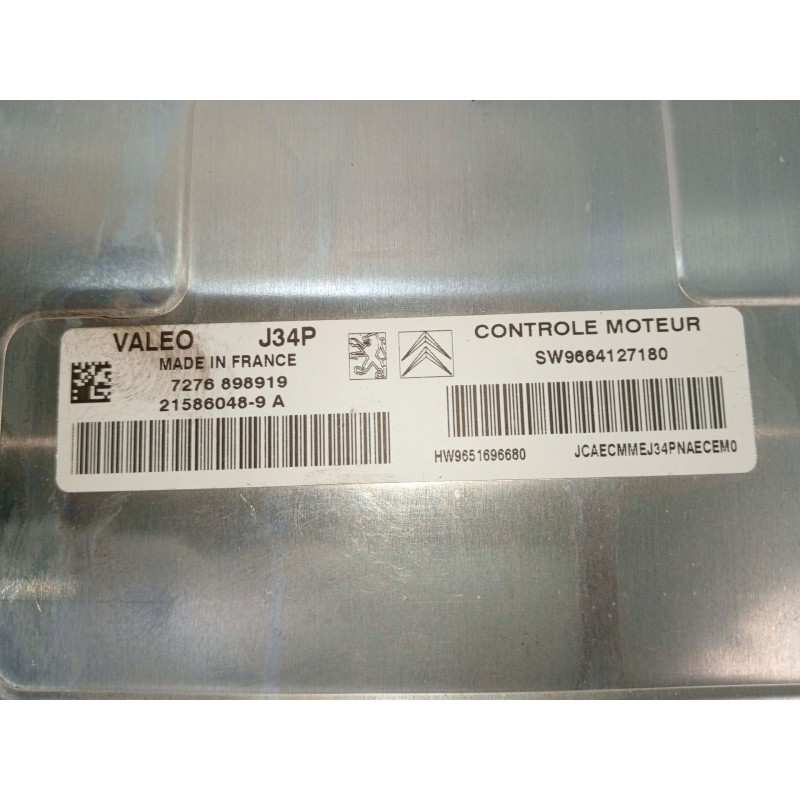 VALEO J34P
MADE IN FRANCE
7276 898919
21586048-9 A
CONTROLE MOTEUR
SW9664127180
HW9651696680 JCAECMMEJ34PNAECEM0